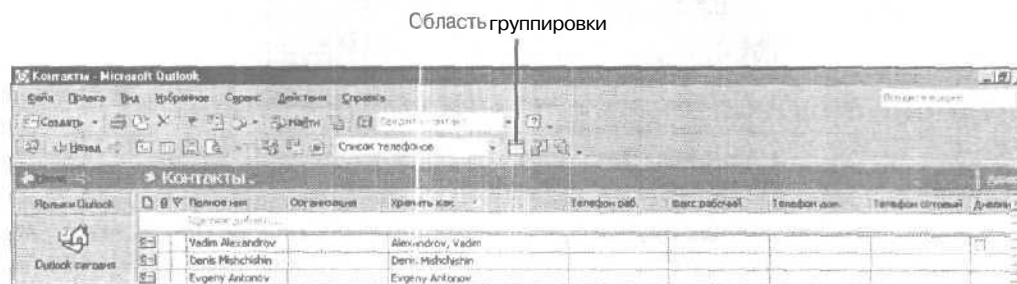 Область группировки
Контакты - Microsoft Outlook
Файл Правка Вид Избранное Сервис Действия Справка
Создать Найти
Назад Список телефонов
Контакты.
Ярлыки Outlook Полное имя Организация Хранить как Телефон раб. Факс рабочий Телефон дом. Телефон сотовый
Vadim Alexandrov Alexandrov, Vadim
Outlook сегодня Denis Mishchishin Denis Mishchishin
Evgeny Antonov Evgeny Antonov